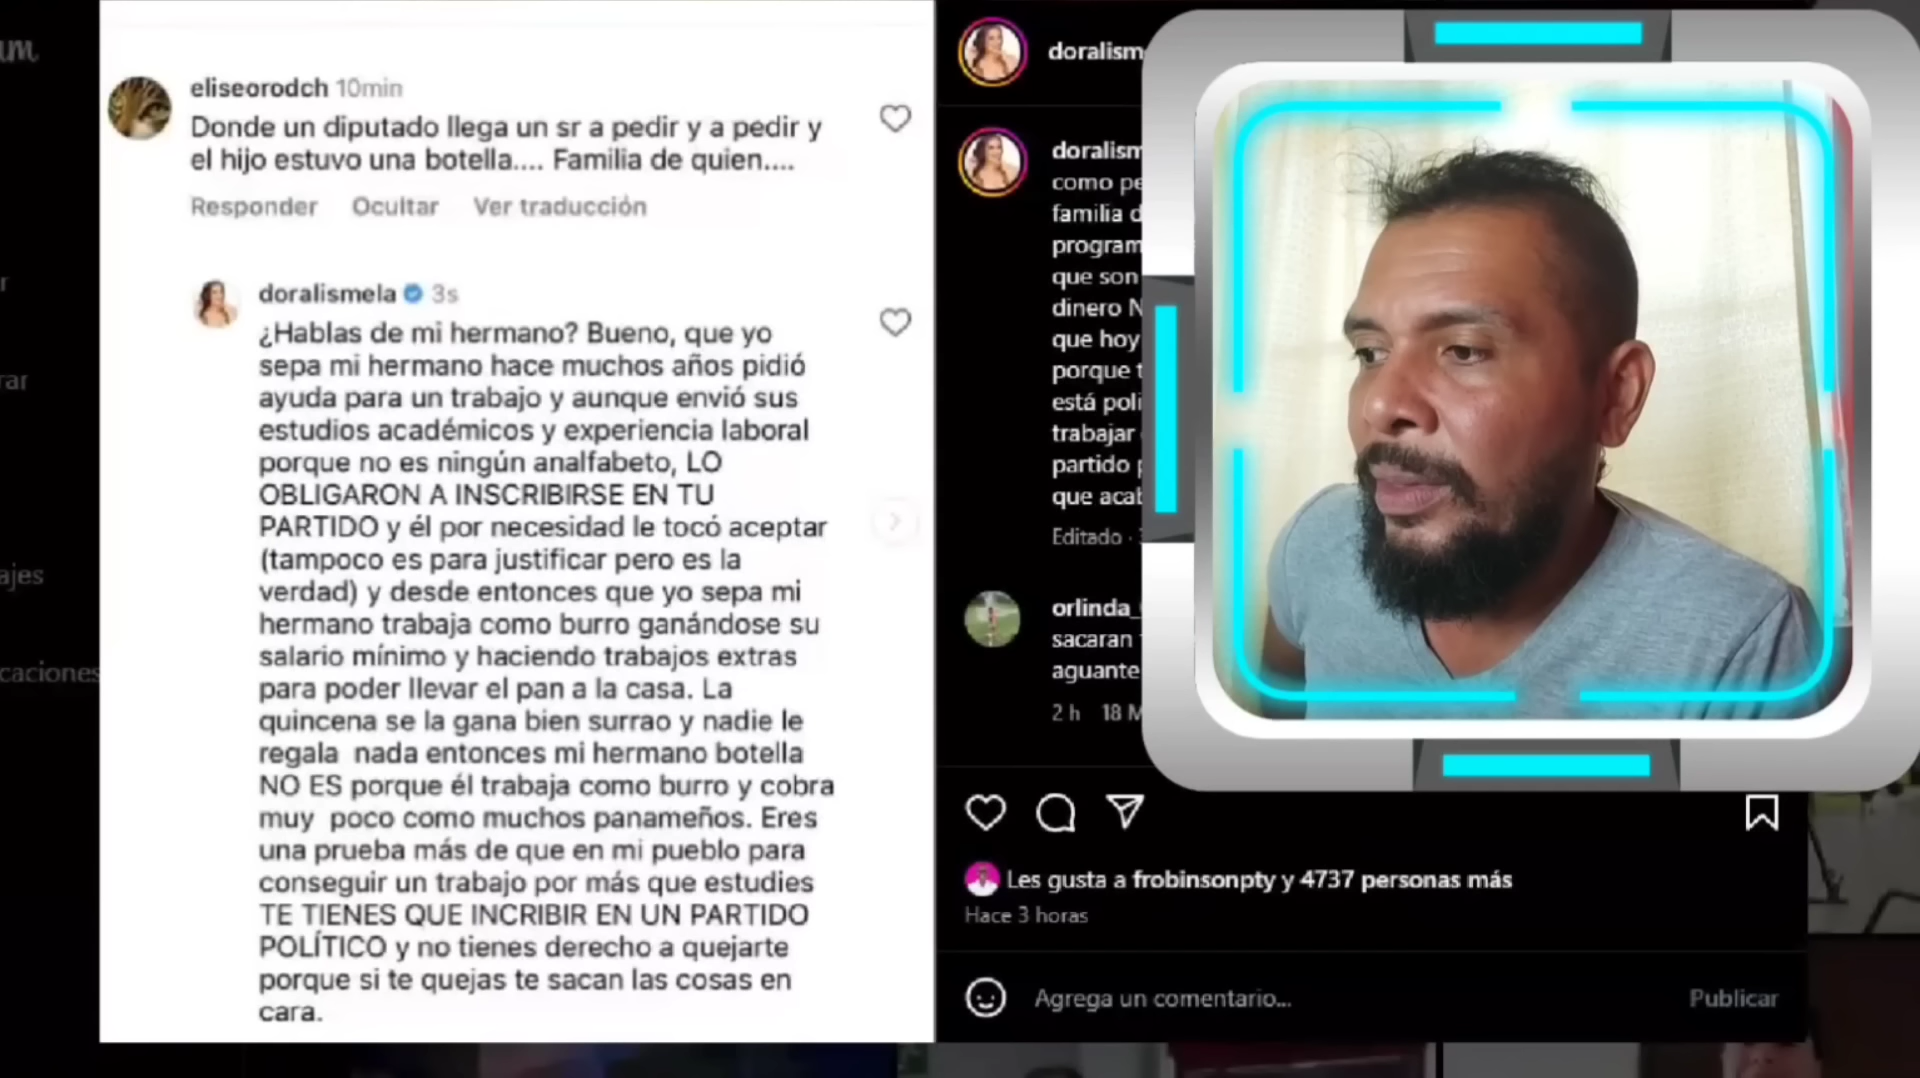 um
eliseorodch 10min
Donde un diputado llega un sr a pedir y a pedir y
el hijo estuvo una botella.... Familia de quien....
Responder Ocultar Ver traducción
doralismela 3s
¿Hablas de mi hermano? Bueno, que yo
sepa mi hermano hace muchos años pidió
ayuda para un trabajo y aunque envió sus
estudios académicos y experiencia laboral
porque no es ningún analfabeto, LO
OBLIGARON A INSCRIBIRSE EN TU
PARTIDO y él por necesidad le tocó aceptar
(tampoco es para justificar pero es la
verdad) y desde entonces que yo sepa mi
hermano trabaja como burro ganándose su
salario mínimo y haciendo trabajos extras
para poder llevar el pan a la casa. La
quincena se la gana bien surrao y nadie le
regala nada entonces mi hermano botella
NO ES porque él trabaja como burro y cobra
muy poco como muchos panameños. Eres
una prueba más de que en mi pueblo para
conseguir un trabajo por más que estudies
TE TIENES QUE INCRIBIR EN UN PARTIDO
POLÍTICO y no tienes derecho a quejarte
porque si te quejas te sacan las cosas en
cara.
r
rar
ajes
caciones
doralism
doralism
como pe
familia d
program
que son
dinero N
que hoy
porque t
está poli
trabajar
partido p
que acab
Editado ·
orlinda_
sacaran
aguante
2 h 18 M
Les gusta a frobinsonpty y 4737 personas más
Hace 3 horas
Agrega un comentario... Publicar